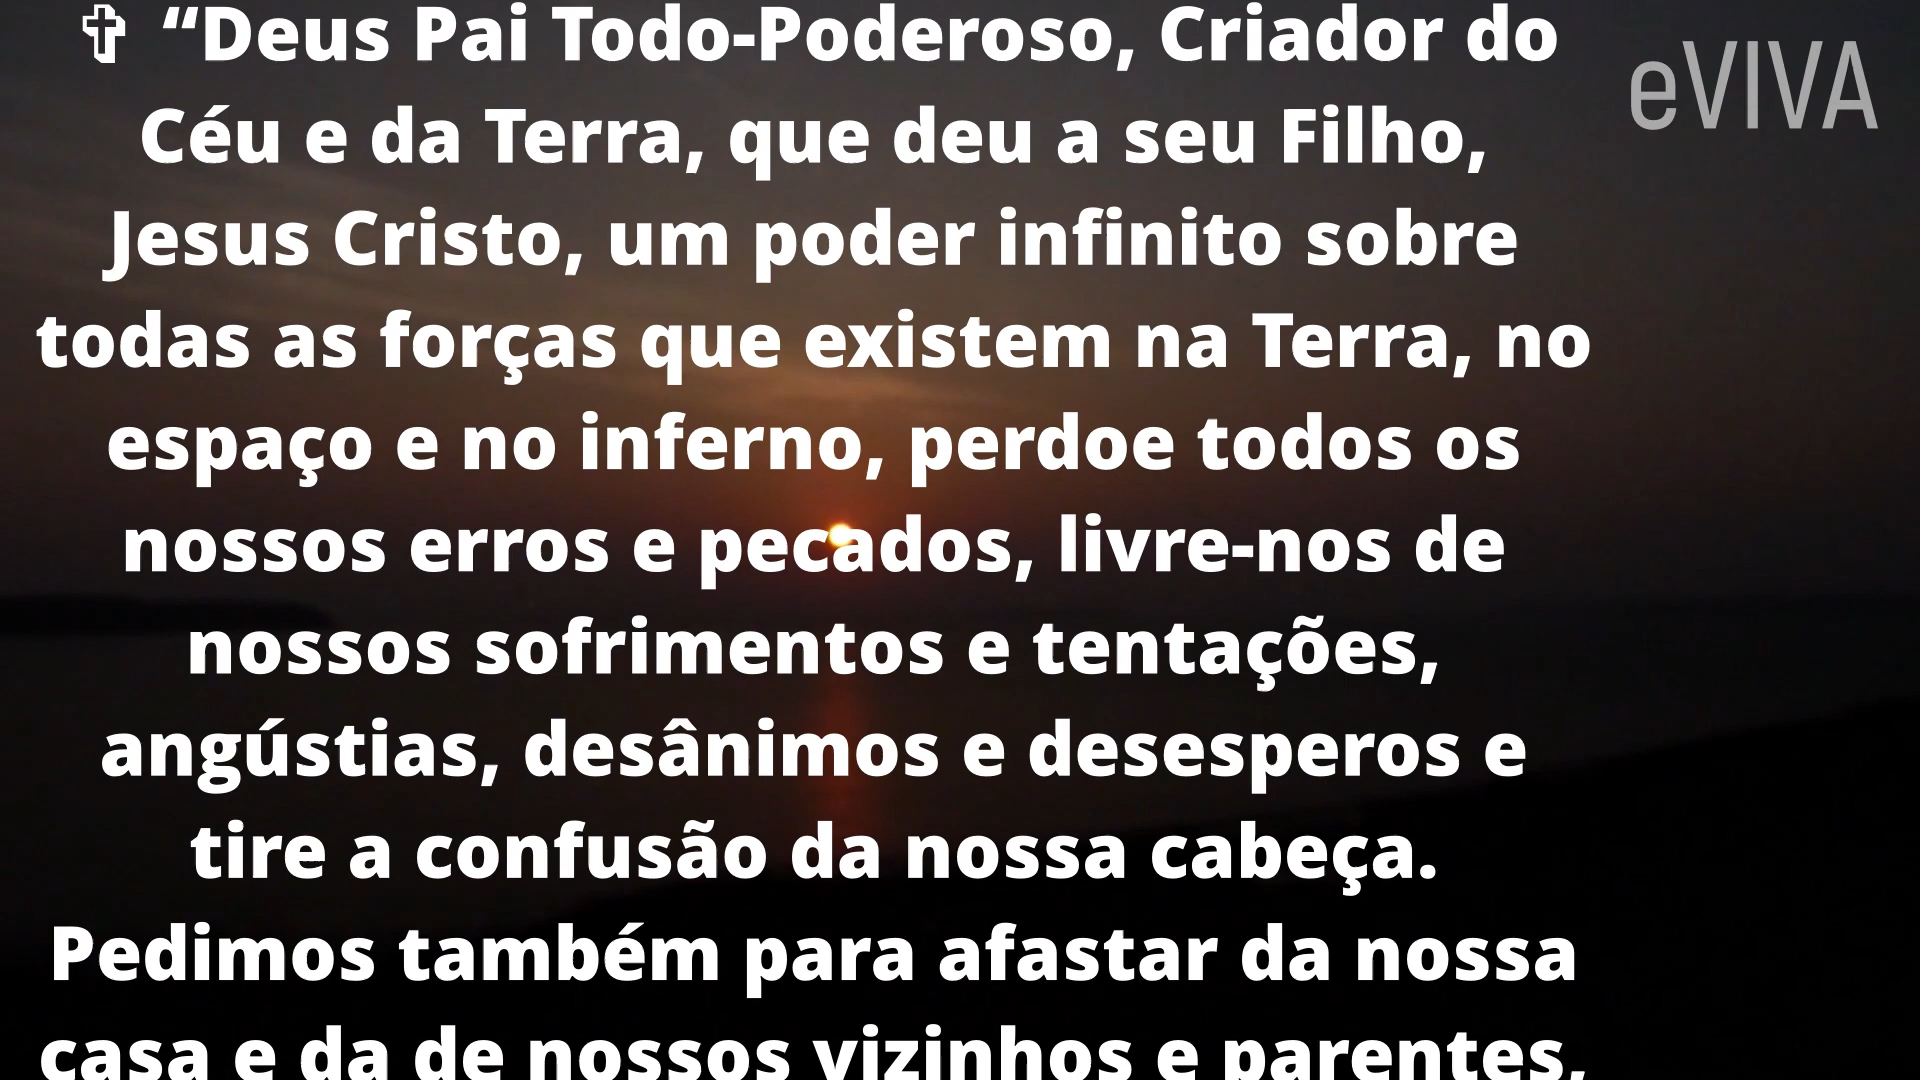 ✞ “Deus Pai Todo-Poderoso, Criador do
Céu e da Terra, que deu a seu Filho,
Jesus Cristo, um poder infinito sobre
todas as forças que existem na Terra, no
espaço e no inferno, perdoe todos os
nossos erros e pecados, livre-nos de
nossos sofrimentos e tentações,
angústias, desânimos e desesperos e
tire a confusão da nossa cabeça.
Pedimos também para afastar da nossa
casa e da de nossos vizinhos e parentes,
eVIVA